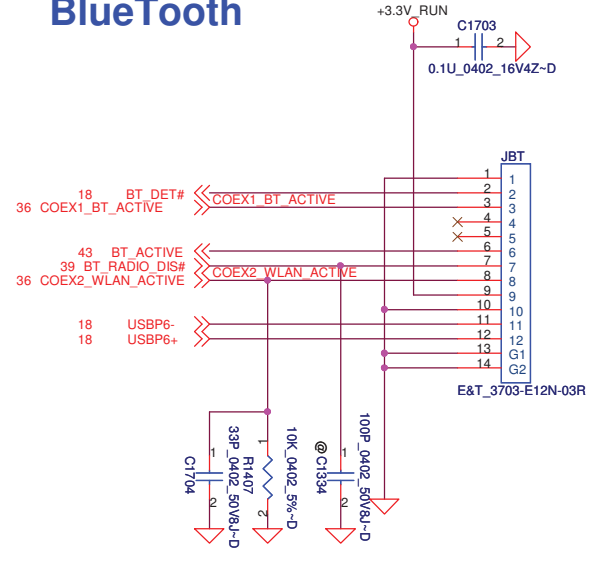 BlueTooth
+3.3V_RUN
C1703
1 2
0.1U_0402_16V4Z~D
JBT
1 1
18 BT_DET# 2 2
36 COEX1_BT_ACTIVE COEX1_BT_ACTIVE 3 3
4 4
5 5
43 BT_ACTIVE 6 6
39 BT_RADIO_DIS# 7 7
36 COEX2_WLAN_ACTIVE COEX2_WLAN_ACTIVE 8 8
9 9
10 10
18 USBP6- 11 11
18 USBP6+ 12 12
13 G1
14 G2
E&T_3703-E12N-03R
1 2
33P_0402_50V8J~D
C1704
1 2
10K_0402_5%~D
R1407
1 2
100P_0402_50V8J~D
@C1334